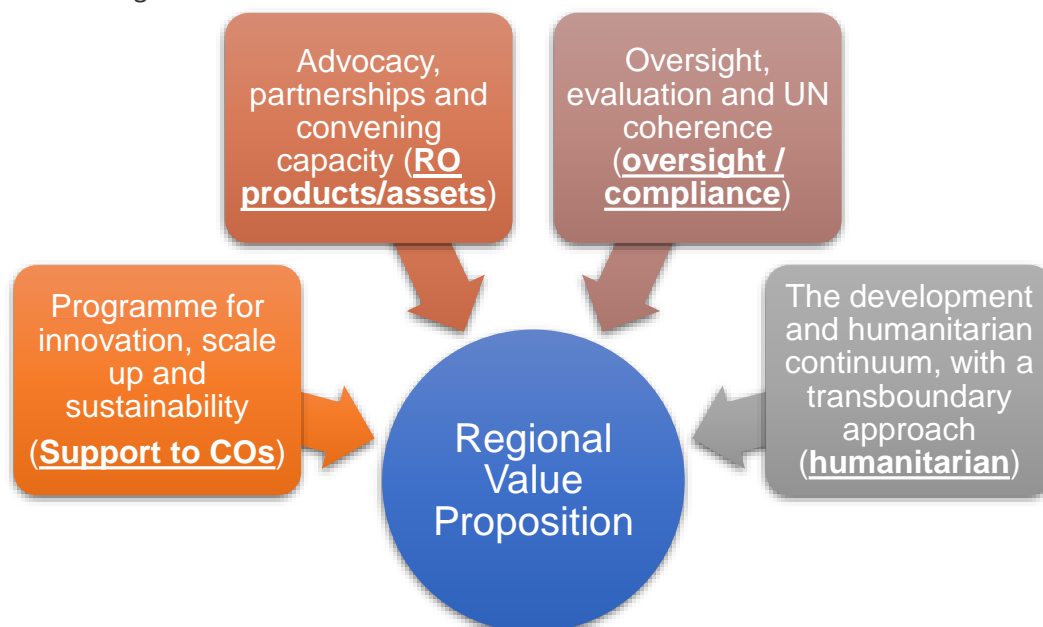 Advocacy,
partnerships and
convening
capacity (RO
products/assets)
Oversight,
evaluation and UN
coherence
(oversight /
compliance)
Programme for
innovation, scale
up and
sustainability
(Support to COs)
The development
and humanitarian
continuum, with a
transboundary
approach
(humanitarian)
Regional
Value
Proposition